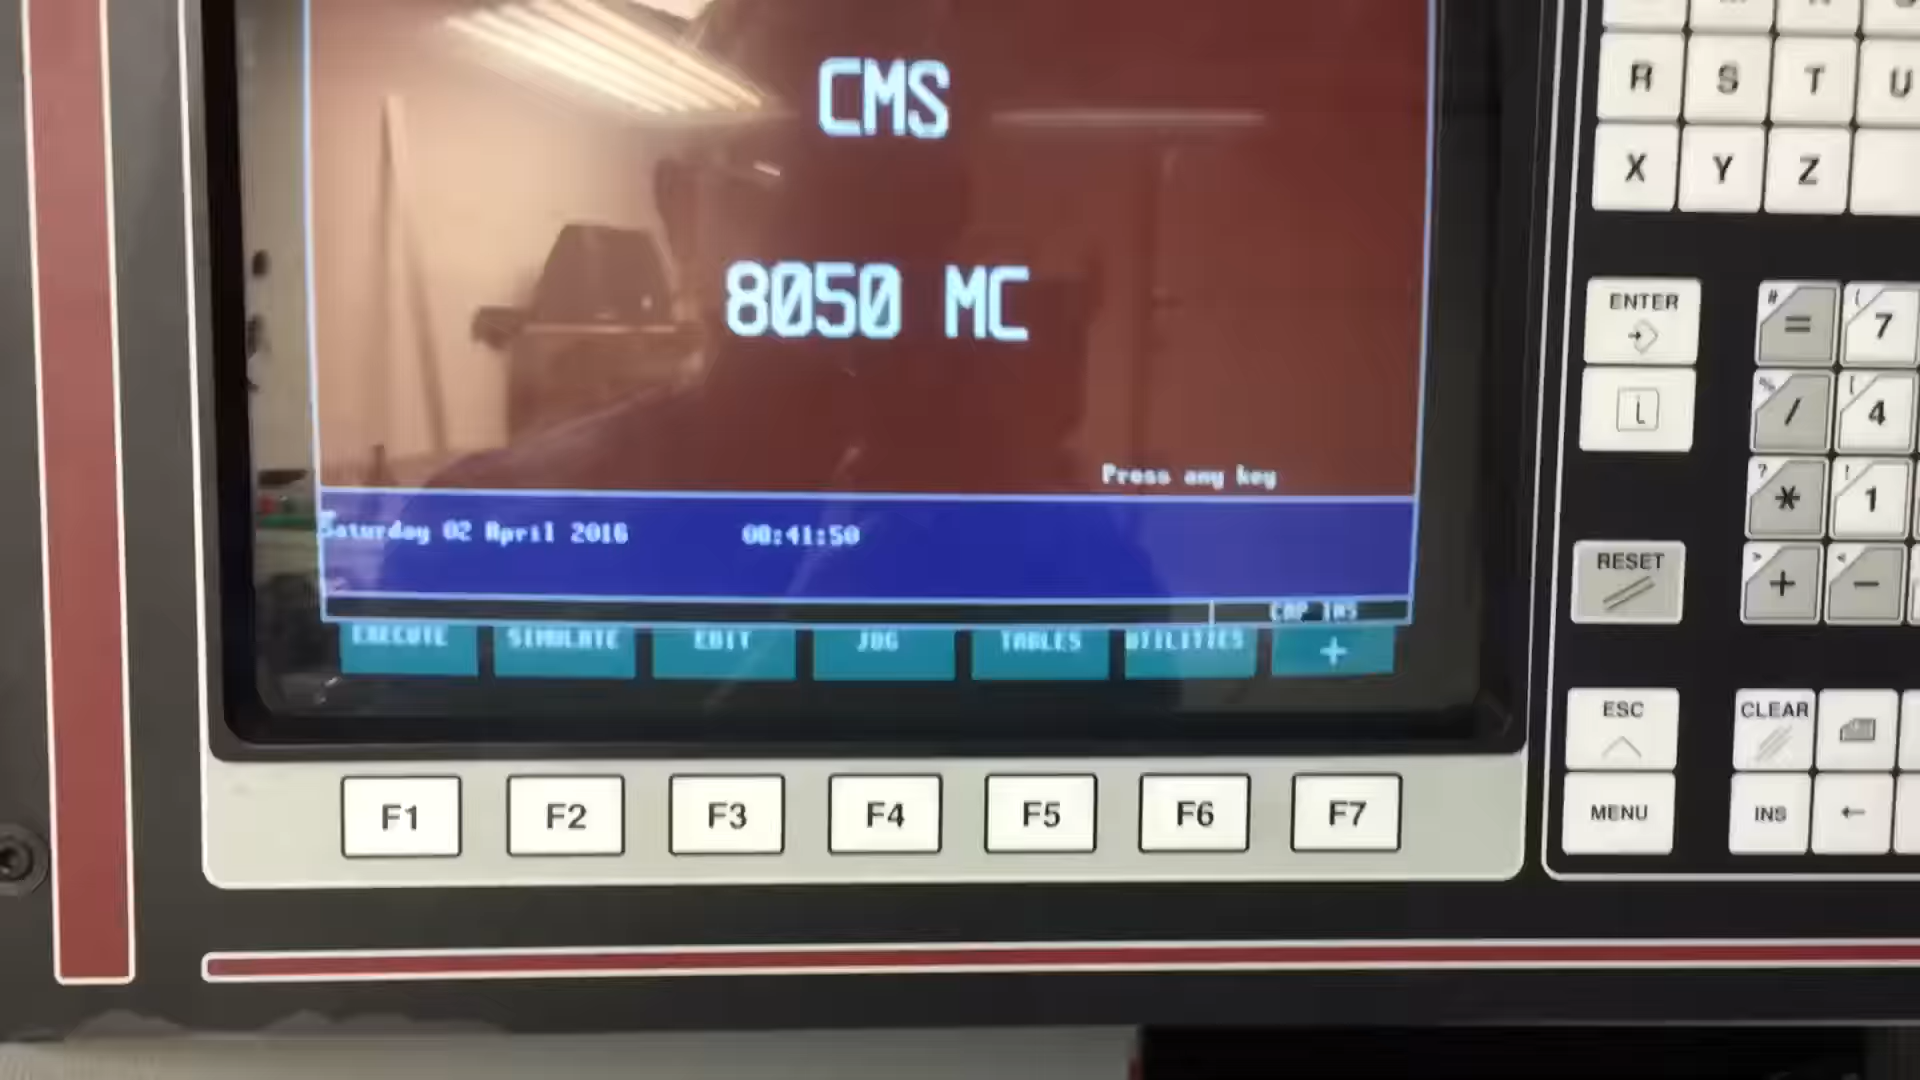 CMS
8050 MC
Press any key
Saturday 02 April 2016 00:41:50
CAP INS
EXECUTE SIMULATE EDIT JOG TABLES UTILITIES +
F1 F2 F3 F4 F5 F6 F7
R S T U
X Y Z
ENTER
# = ( 7
% / [ 4
? * ! 1
RESET
> + < -
ESC
CLEAR
MENU
INS ←